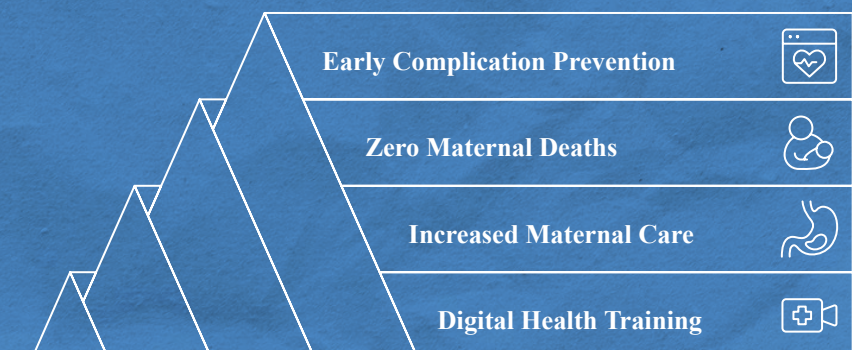 Early Complication Prevention
Zero Maternal Deaths
Increased Maternal Care
Digital Health Training